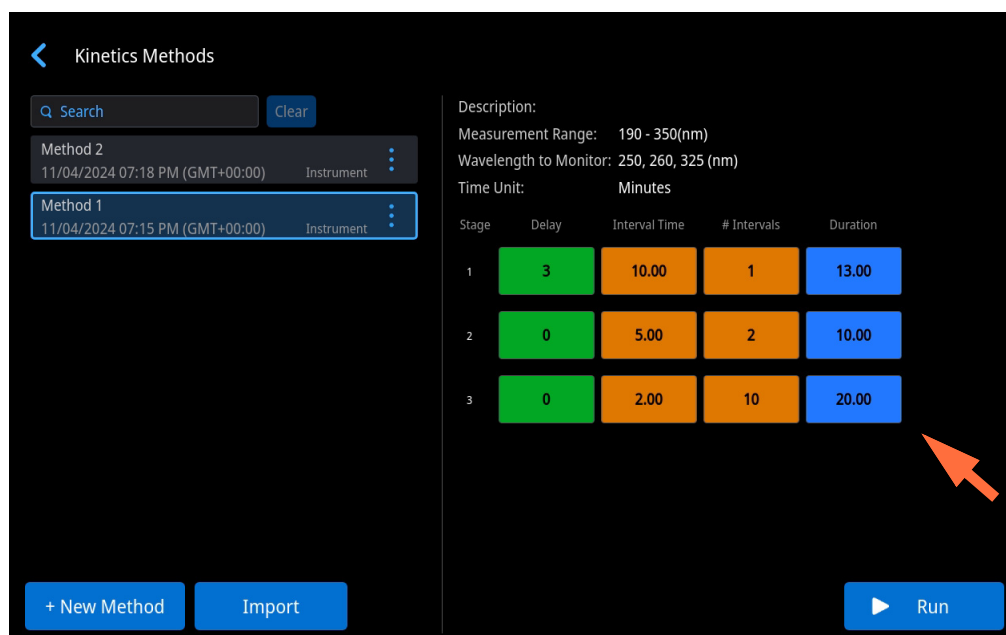 Kinetics Methods
Search
Clear
Method 2
11/04/2024 07:18 PM (GMT+00:00) Instrument
Method 1
11/04/2024 07:15 PM (GMT+00:00) Instrument
+ New Method
Import
Description:
Measurement Range: 190 - 350(nm)
Wavelength to Monitor: 250, 260, 325 (nm)
Time Unit: Minutes
Stage Delay Interval Time # Intervals Duration
1 3 10.00 1 13.00
2 0 5.00 2 10.00
3 0 2.00 10 20.00
Run